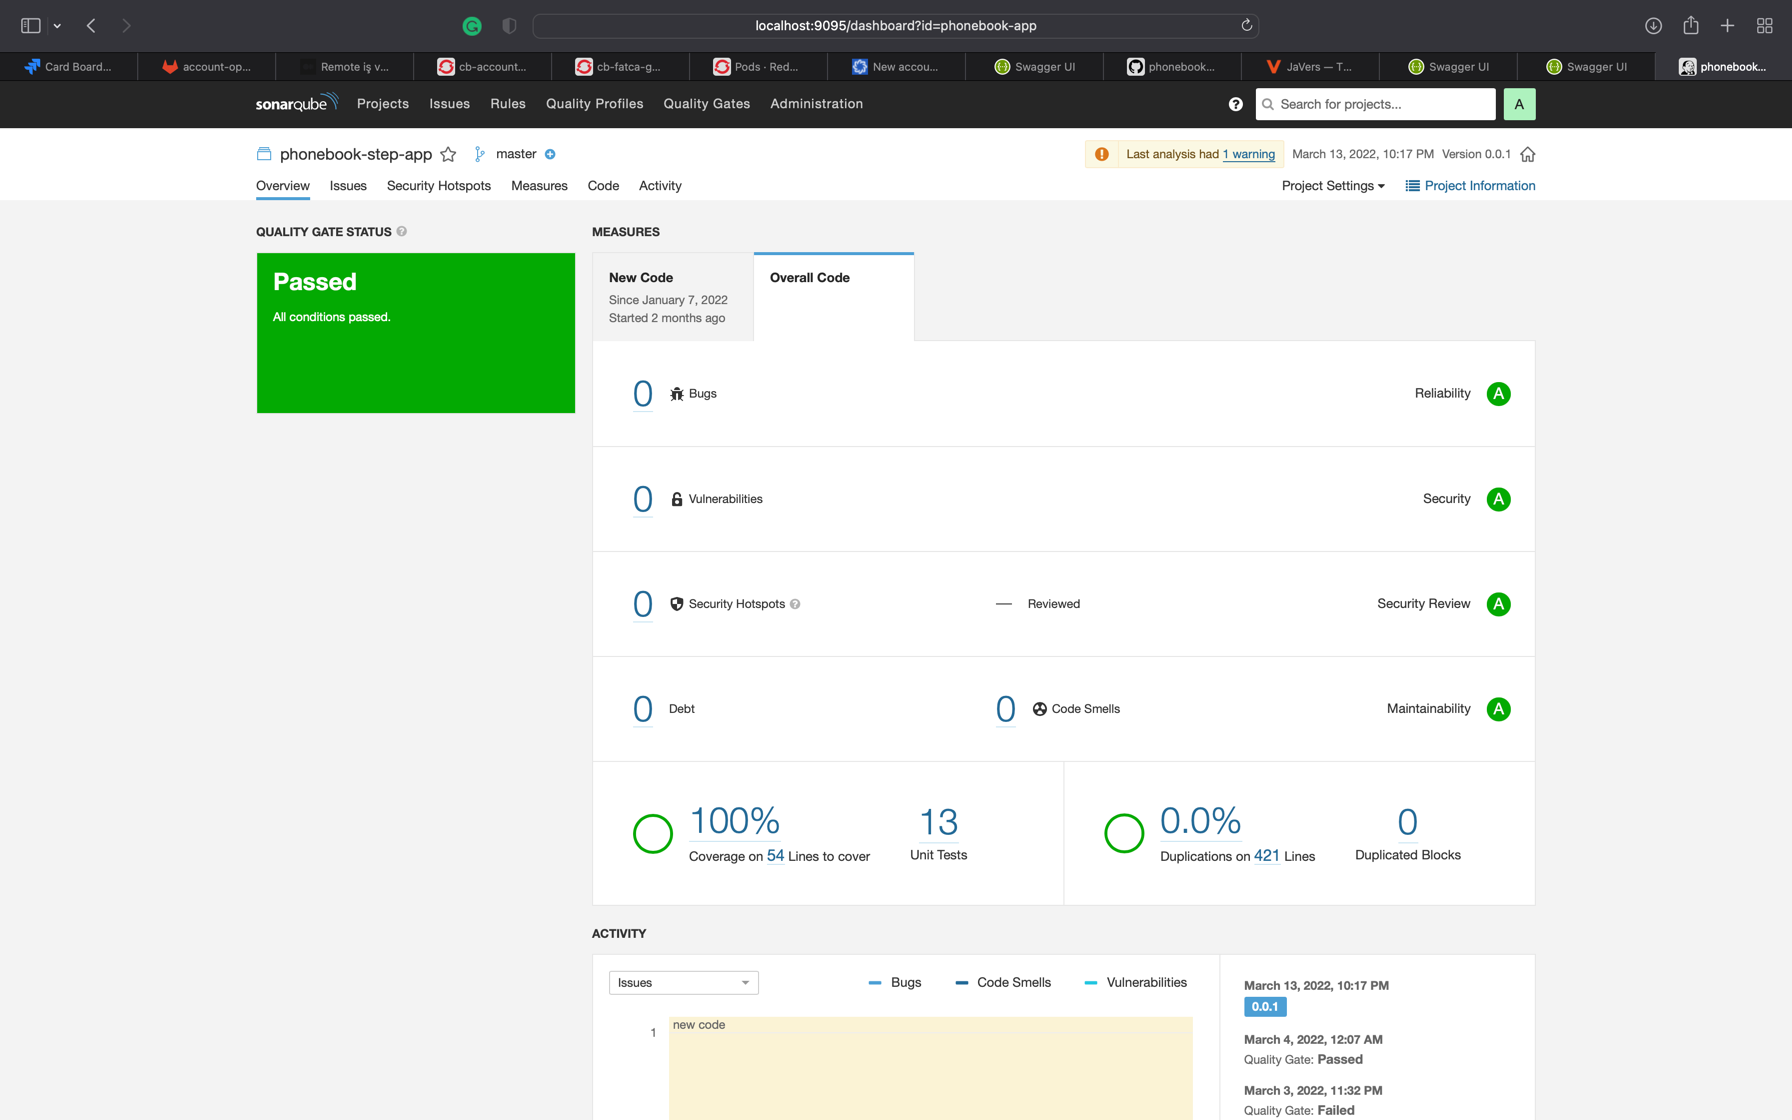 localhost:9095/dashboard?id=phonebook-app
Card Board...
account-op...
Remote iş v...
cb-account...
cb-fatca-g...
Pods · Red...
New accou...
Swagger UI
phonebook...
JaVers — T...
Swagger UI
Swagger UI
phonebook...
sonarqube Projects Issues Rules Quality Profiles Quality Gates Administration
? Search for projects... A
phonebook-step-app master
Last analysis had 1 warning March 13, 2022, 10:17 PM Version 0.0.1
Overview Issues Security Hotspots Measures Code Activity
Project Settings Project Information
QUALITY GATE STATUS ?
Passed
All conditions passed.
MEASURES
New Code
Since January 7, 2022
Started 2 months ago
Overall Code
0 Bugs Reliability A
0 Vulnerabilities Security A
0 Security Hotspots ? — Reviewed Security Review A
0 Debt 0 Code Smells Maintainability A
100%
Coverage on 54 Lines to cover
13
Unit Tests
0.0%
Duplications on 421 Lines
0
Duplicated Blocks
ACTIVITY
Issues
Bugs Code Smells Vulnerabilities
1
new code
March 13, 2022, 10:17 PM
0.0.1
March 4, 2022, 12:07 AM
Quality Gate: Passed
March 3, 2022, 11:32 PM
Quality Gate: Failed